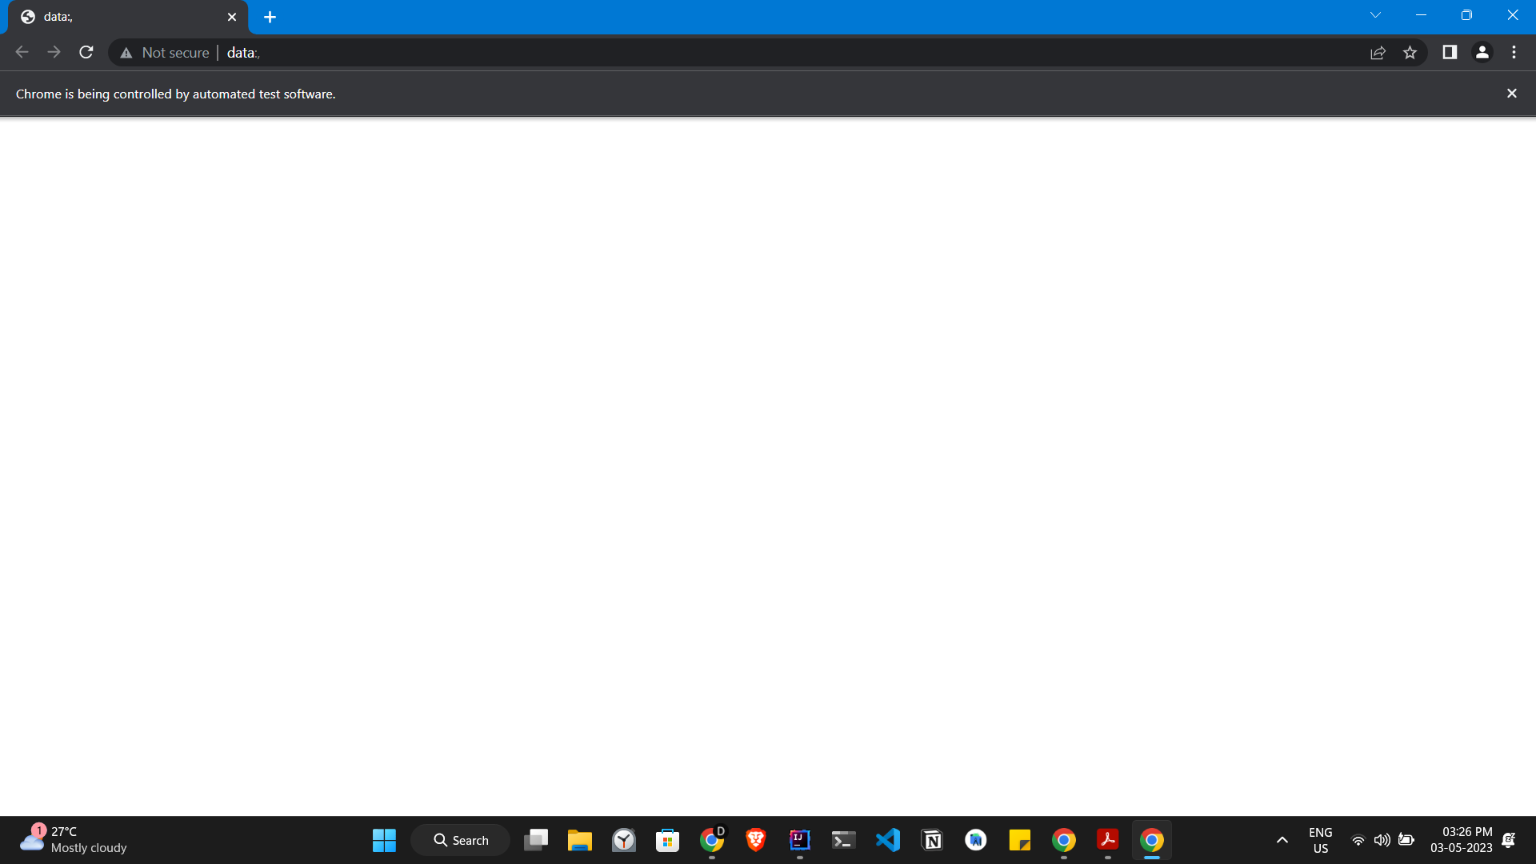 data:,
Not secure | data:,
Chrome is being controlled by automated test software.
1
27°C
Mostly cloudy
Search
D
IJ
ENG
US
03:26 PM
03-05-2023